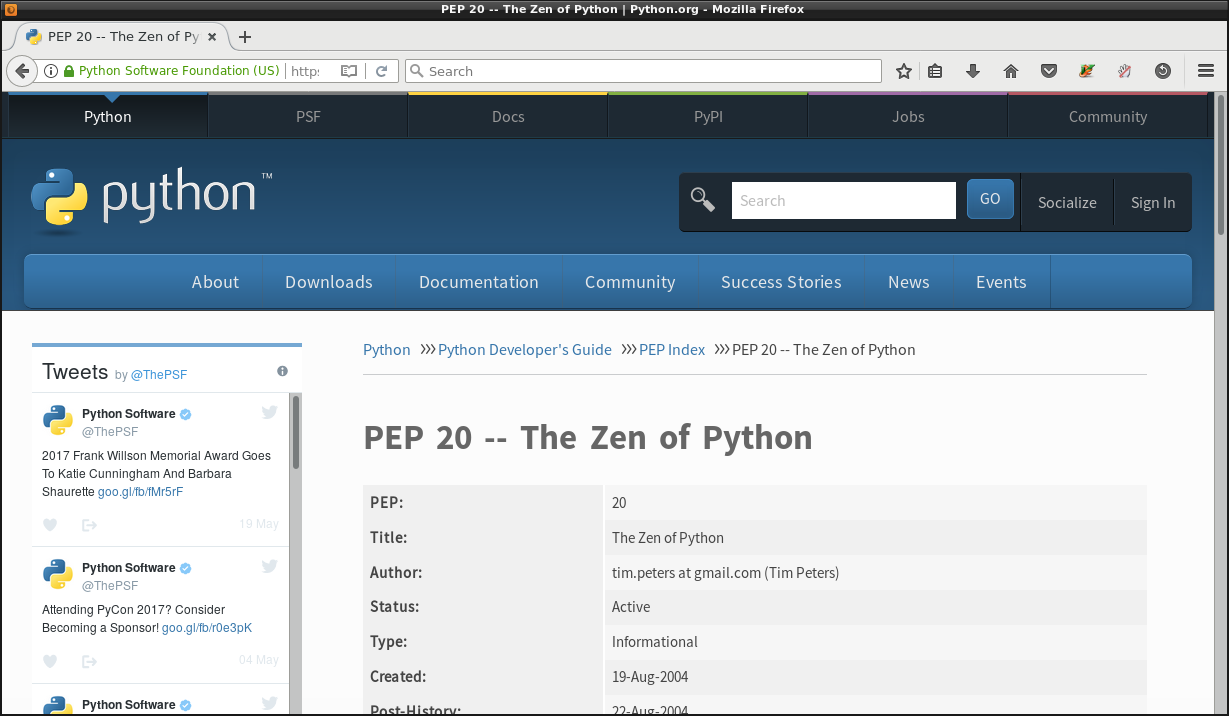 PEP 20 -- The Zen of Python | Python.org - Mozilla Firefox
PEP 20 -- The Zen of Py
Python Software Foundation (US) https
Search
Python PSF Docs PyPI Jobs Community
python™
Search GO Socialize Sign In
About Downloads Documentation Community Success Stories News Events
Tweets by @ThePSF
Python Software
@ThePSF
2017 Frank Willson Memorial Award Goes
To Katie Cunningham And Barbara
Shaurette goo.gl/fb/fMr5rF
19 May
Python Software
@ThePSF
Attending PyCon 2017? Consider
Becoming a Sponsor! goo.gl/fb/r0e3pK
04 May
Python Software
Python >>> Python Developer's Guide >>> PEP Index >>> PEP 20 -- The Zen of Python
PEP 20 -- The Zen of Python
PEP: 20
Title: The Zen of Python
Author: tim.peters at gmail.com (Tim Peters)
Status: Active
Type: Informational
Created: 19-Aug-2004
Post-History: 22-Aug-2004